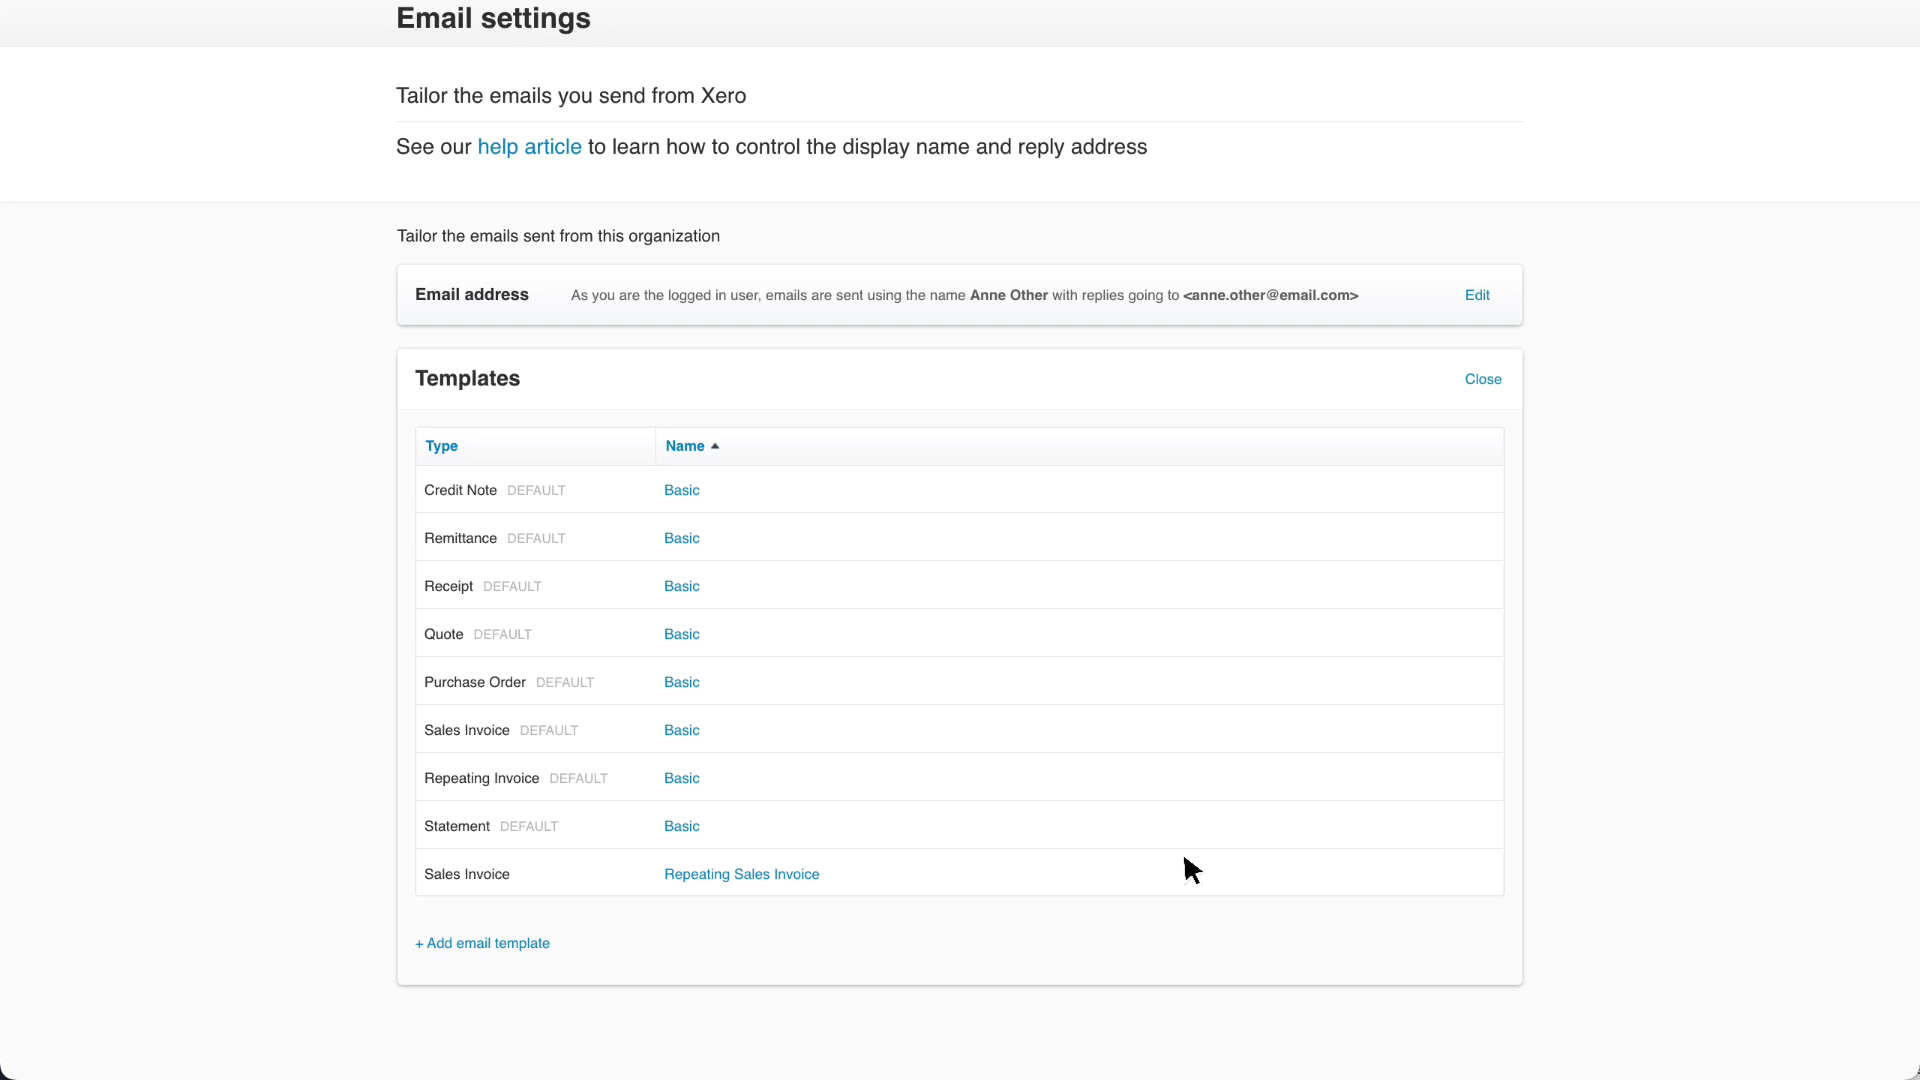 Email settings
Tailor the emails you send from Xero
See our help article to learn how to control the display name and reply address
Tailor the emails sent from this organization
Email address As you are the logged in user, emails are sent using the name Anne Other with replies going to <anne.other@email.com> Edit
Templates Close
Type Name
Credit Note DEFAULT Basic
Remittance DEFAULT Basic
Receipt DEFAULT Basic
Quote DEFAULT Basic
Purchase Order DEFAULT Basic
Sales Invoice DEFAULT Basic
Repeating Invoice DEFAULT Basic
Statement DEFAULT Basic
Sales Invoice Repeating Sales Invoice
+ Add email template